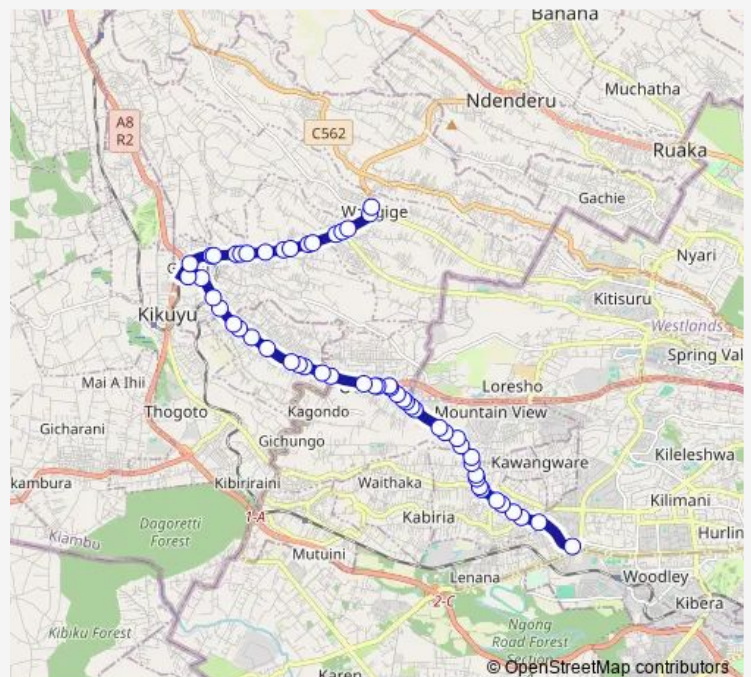 Banana
Ndenderu
Muchatha
A8
R2
C562
Ruaka
Gachie
Nyari
Kikuyu
Kitisuru
Westlands
Spring Val
Mai A Ihii
Loresho
Thogoto
Kagondo
Mountain View
Gicharani
Gichungo
Kawangware
Kileleshwa
kambura
Kibiriraini
Waithaka
Kilimani
Dagoretti
Forest
1-A
Kabiria
Hurlin
Kiambu
Mutuini
Lenana
Woodley
2-C
Kibera
Kibiku Forest
Ngong
Road Forest
Karen
© OpenStreetMap contributors